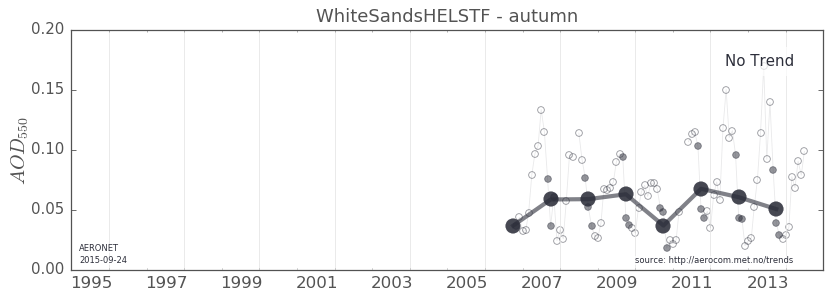 WhiteSandsHELSTF - autumn
0.20
No Trend
0.15
0.10
AOD550
0.05
AERONET
2015-09-24
source: http://aerocom.met.no/trends
0.00
1995 1997 1999 2001 2003 2005 2007 2009 2011 2013